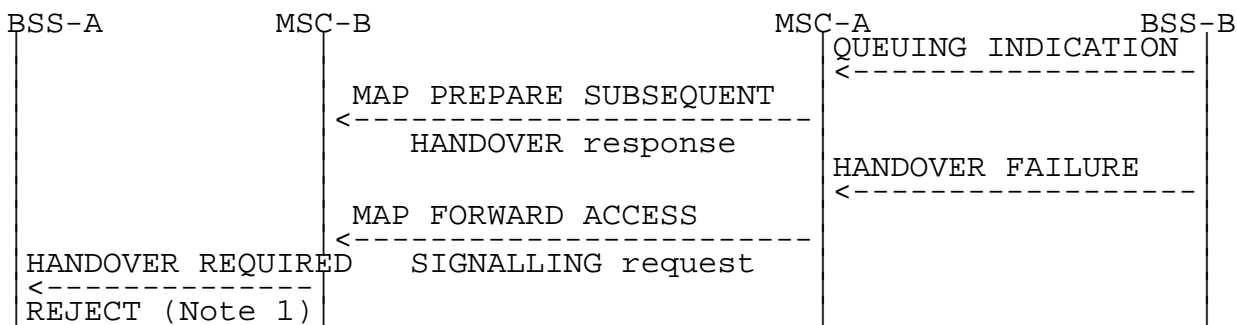 BSS-A MSC-B MSC-A BSS-B
QUEUING INDICATION
MAP PREPARE SUBSEQUENT
HANDOVER response
HANDOVER FAILURE
MAP FORWARD ACCESS
HANDOVER REQUIRED SIGNALLING request
REJECT (Note 1)